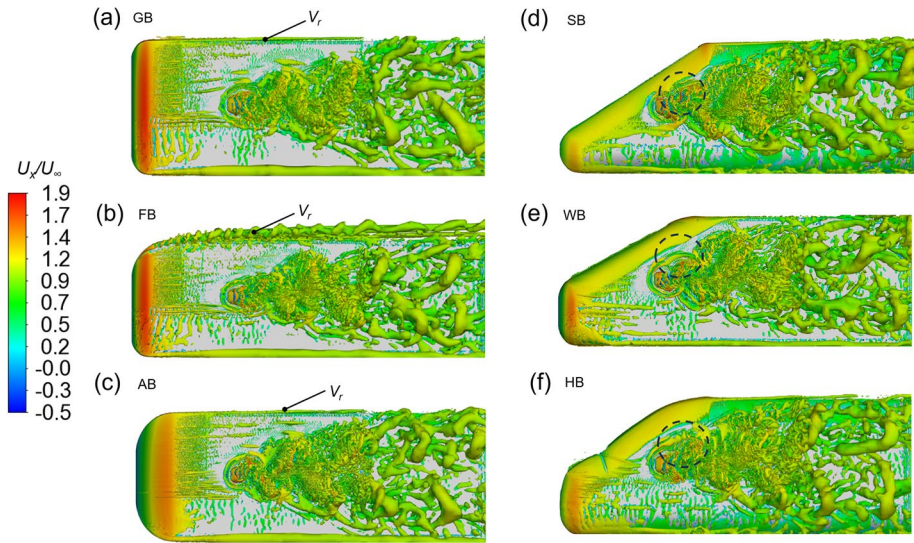 (a) GB
V_r
(b) FB
V_r
(c) AB
V_r
(d) SB
(e) WB
(f) HB
U_x/U_∞
1.9
1.7
1.4
1.2
0.9
0.7
0.5
0.2
-0.0
-0.3
-0.5